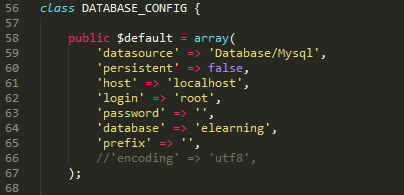 56 class DATABASE_CONFIG {
57
58     public $default = array(
59         'datasource' => 'Database/Mysql',
60         'persistent' => false,
61         'host' => 'localhost',
62         'login' => 'root',
63         'password' => '',
64         'database' => 'elearning',
65         'prefix' => '',
66         //'encoding' => 'utf8',
67     );
68